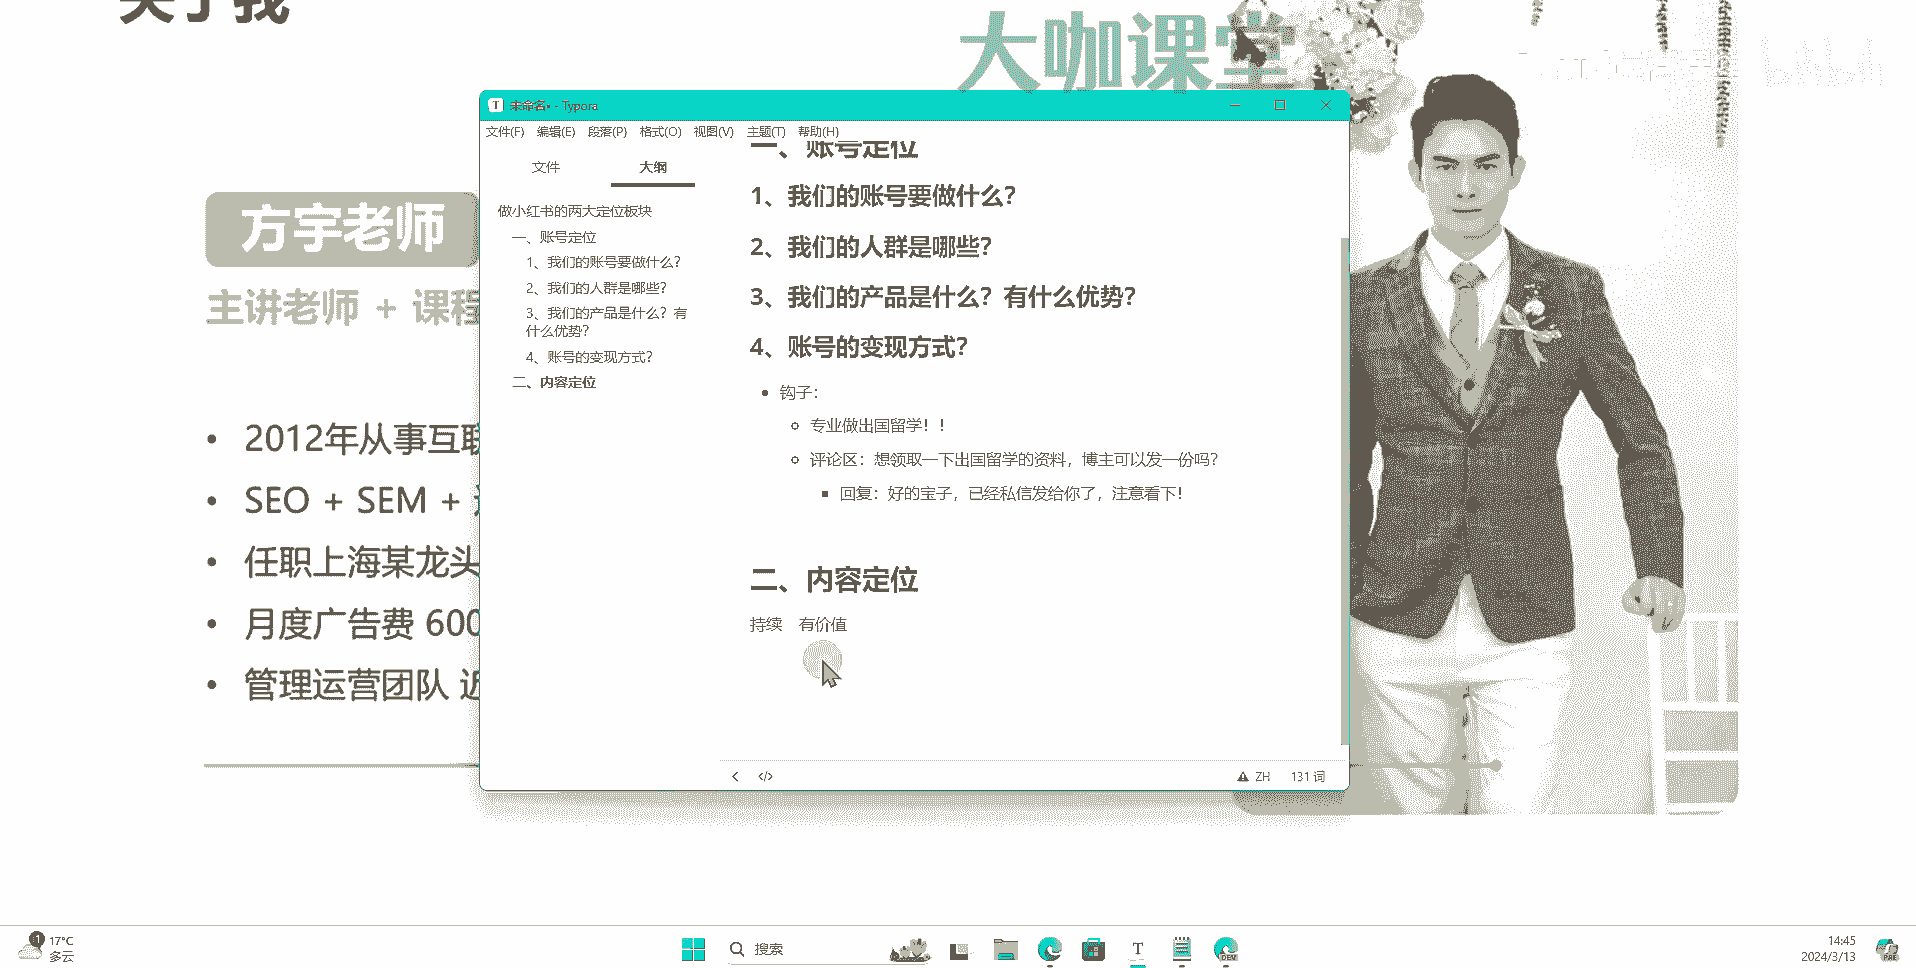 关于我
大咖课堂
方宇老师
主讲老师 + 课程
2012年从事互联
SEO + SEM +
任职上海某龙头
月度广告费 600
管理运营团队 近
未命名• - Typora
文件(F) 编辑(E) 段落(P) 格式(O) 视图(V) 主题(T) 帮助(H)
文件 大纲
做小红书的两大定位板块
一、账号定位
1、我们的账号要做什么?
2、我们的人群是哪些?
3、我们的产品是什么?有
什么优势?
4、账号的变现方式?
二、内容定位
一、账号定位
1、我们的账号要做什么?
2、我们的人群是哪些?
3、我们的产品是什么?有什么优势?
4、账号的变现方式?
钩子:
专业做出国留学!!
评论区:想领取一下出国留学的资料,博主可以发一份吗?
回复:好的宝子,已经私信发给你了,注意看下!
二、内容定位
持续 有价值
ZH 131 词
1
17°C
多云
搜索
T
DEV
14:45
2024/3/13
PRE